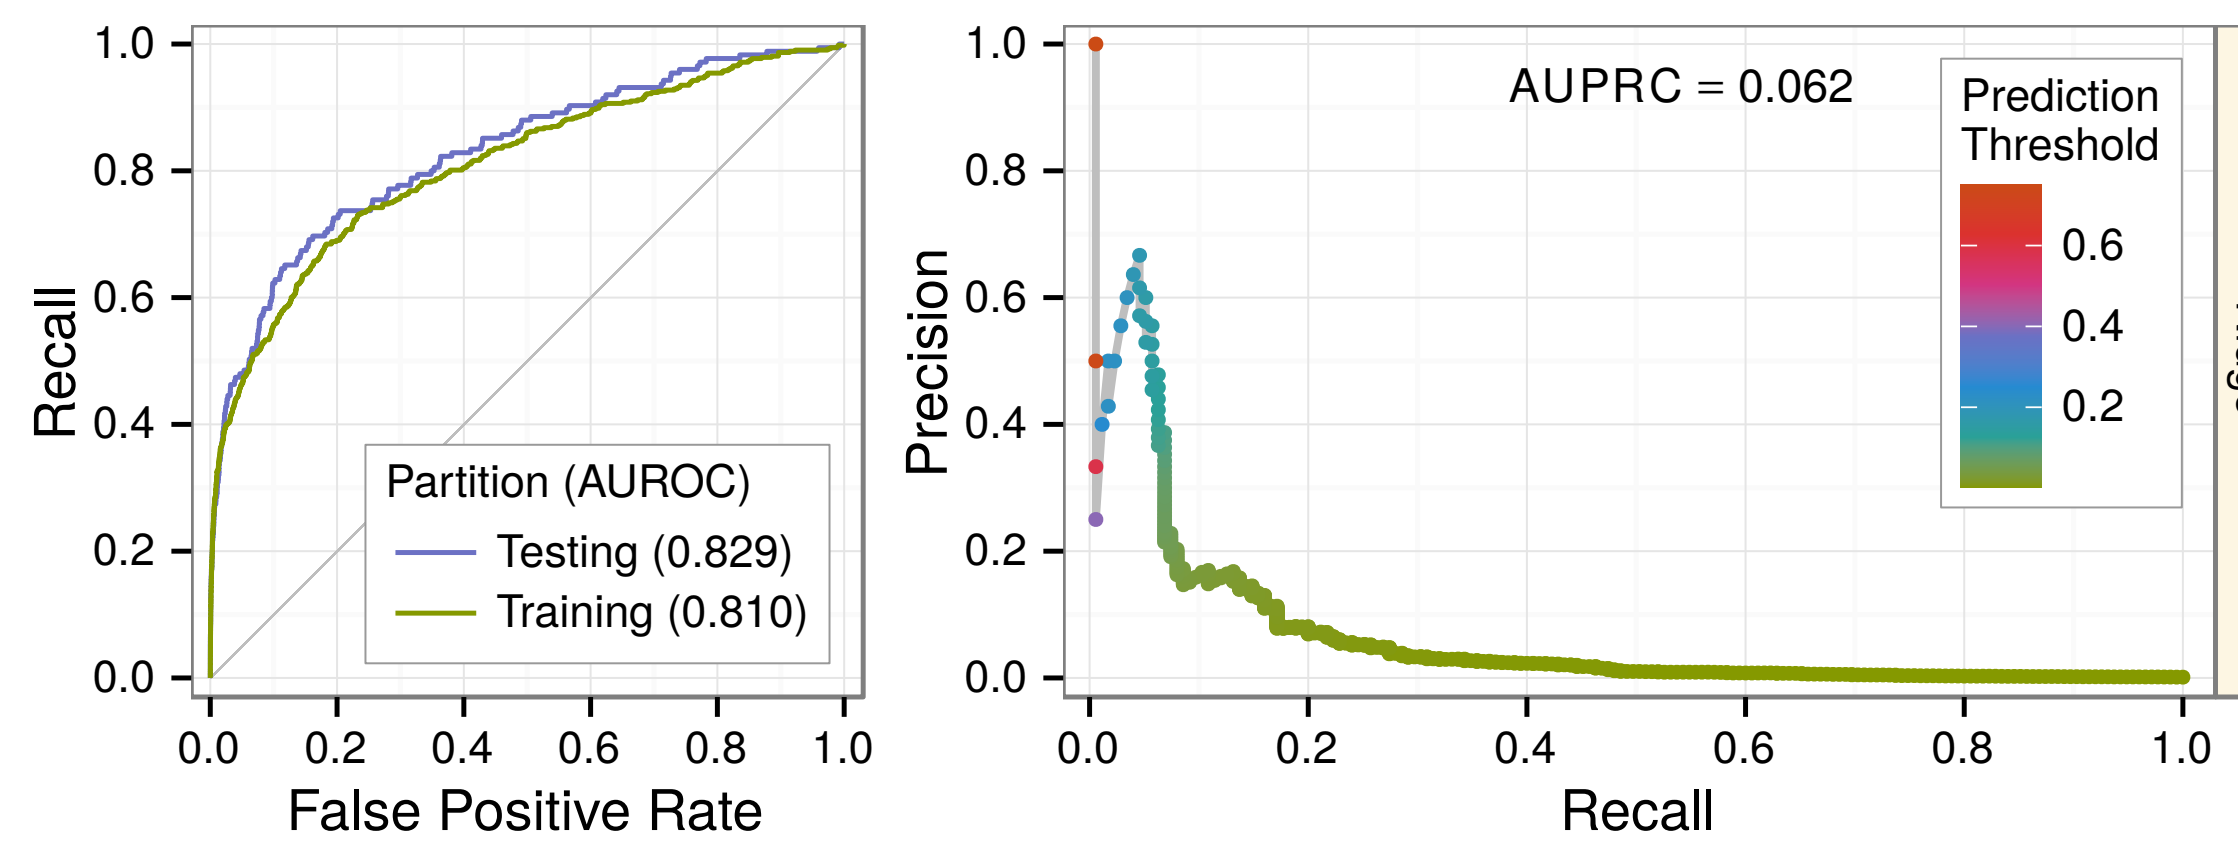 1.0
0.8
0.6
0.4
0.2
0.0
Recall
0.0 0.2 0.4 0.6 0.8 1.0
False Positive Rate
Partition (AUROC)
Testing (0.829)
Training (0.810)
1.0
0.8
0.6
0.4
0.2
0.0
Precision
0.0 0.2 0.4 0.6 0.8 1.0
Recall
AUPRC = 0.062
Prediction
Threshold
0.6
0.4
0.2